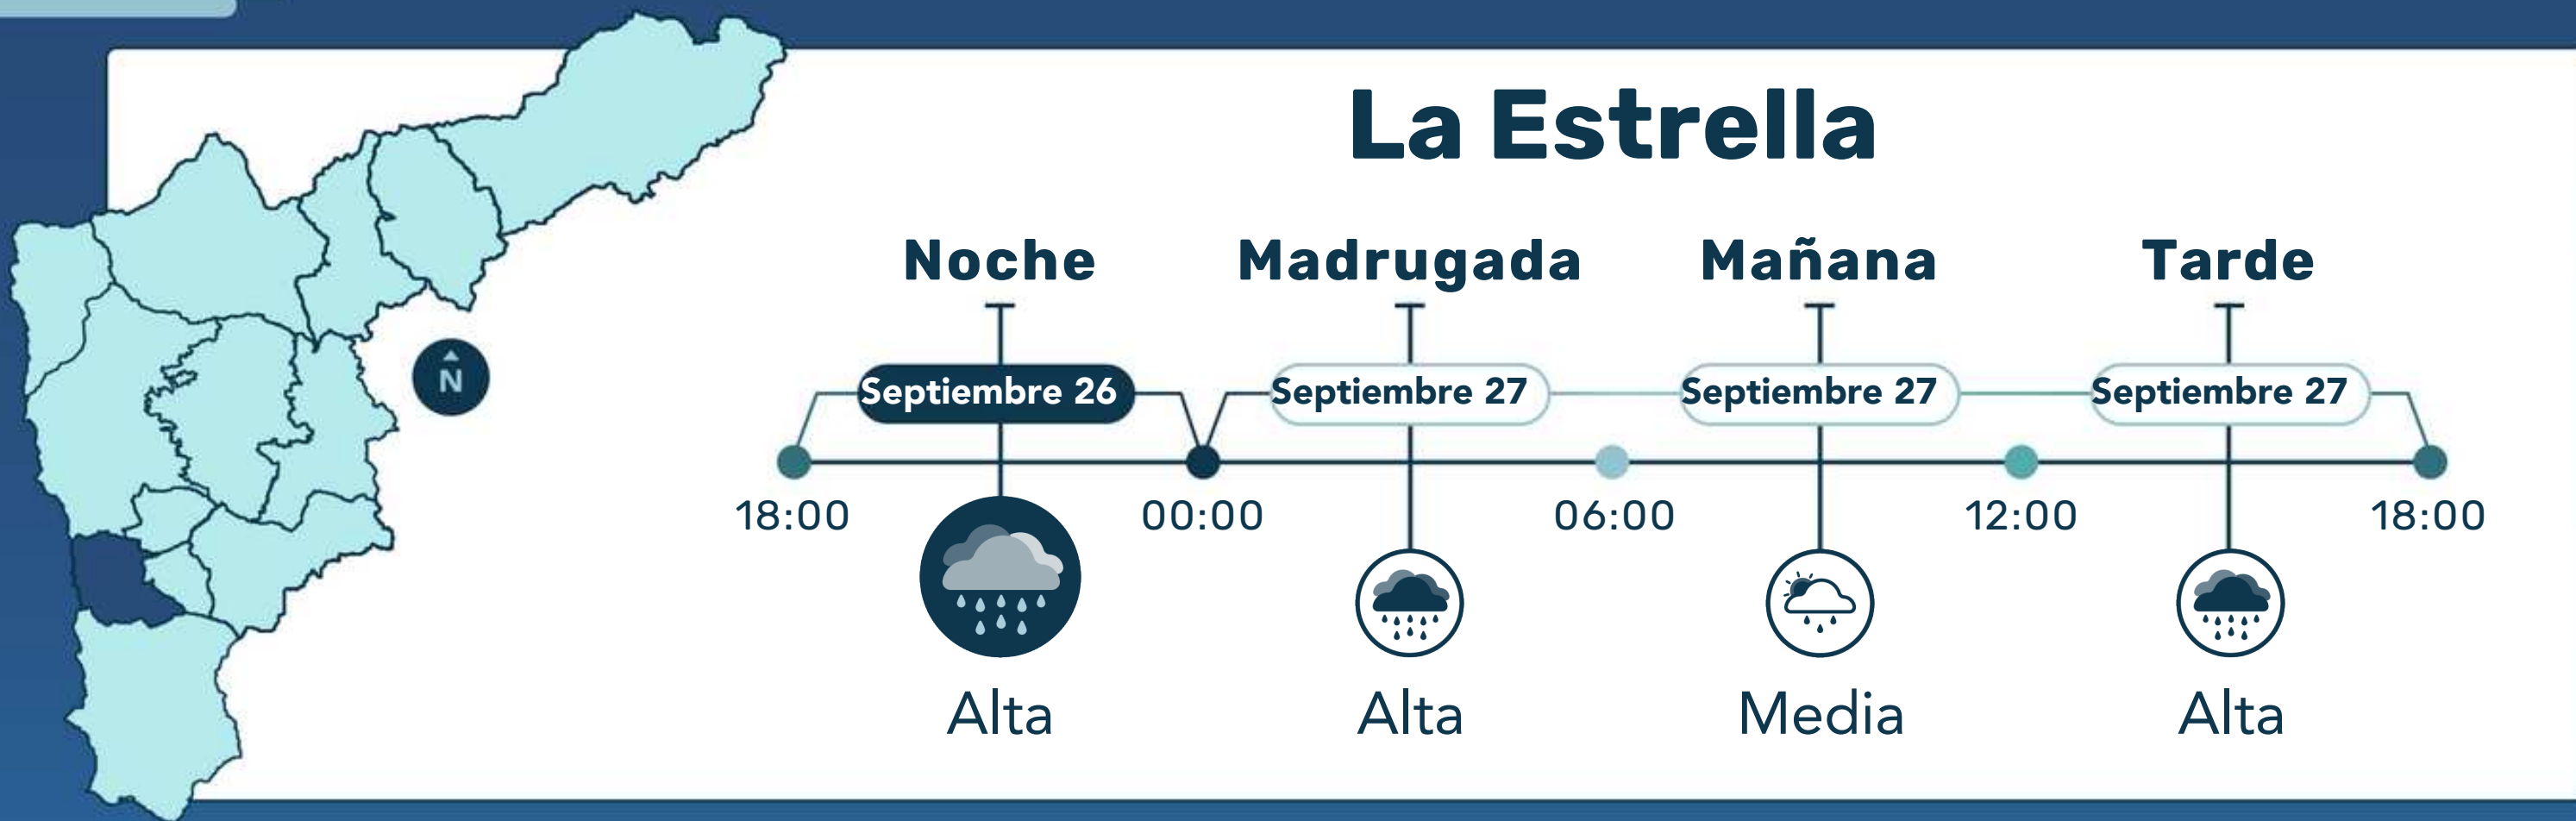 La Estrella
Noche Madrugada Mañana Tarde
N
Septiembre 26 Septiembre 27 Septiembre 27 Septiembre 27
18:00 00:00 06:00 12:00 18:00
Alta Alta Media Alta